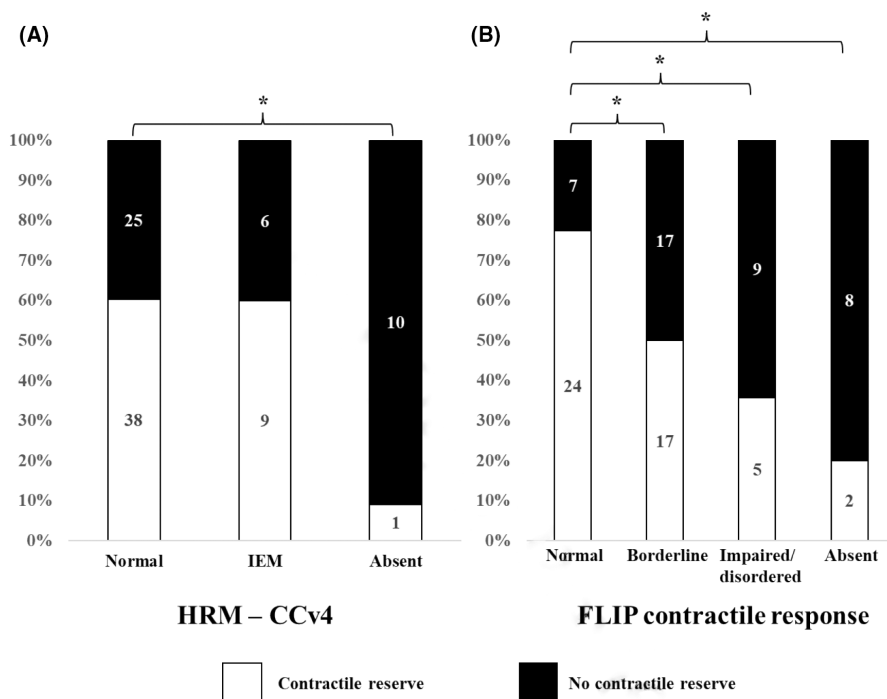 (A)
*
100%
90%
80%
70%
60%
50%
40%
30%
20%
10%
0%
25
38
6
9
10
1
Normal
IEM
Absent
HRM – CCv4
(B)
*
*
*
100%
90%
80%
70%
60%
50%
40%
30%
20%
10%
0%
7
24
17
17
9
5
8
2
Normal
Borderline
Impaired/
disordered
Absent
FLIP contractile response
Contractile reserve
No contractile reserve